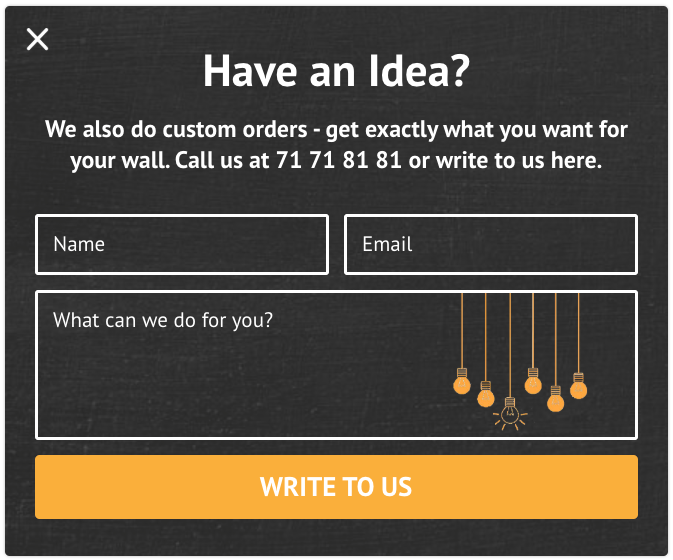 Have an Idea?
We also do custom orders - get exactly what you want for
your wall. Call us at 71 71 81 81 or write to us here.
Name
Email
What can we do for you?
WRITE TO US